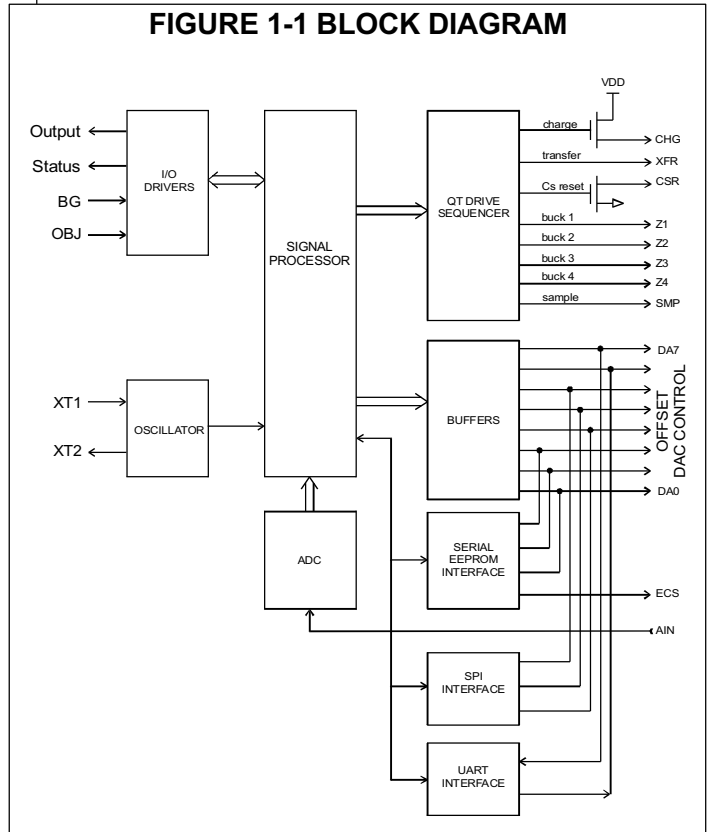 FIGURE 1-1 BLOCK DIAGRAM
VDD
Output
Status
BG
OBJ
I/O
DRIVERS
SIGNAL
PROCESSOR
QT DRIVE
SEQUENCER
charge
transfer
Cs reset
buck 1
buck 2
buck 3
buck 4
sample
CHG
XFR
CSR
Z1
Z2
Z3
Z4
SMP
XT1
XT2
OSCILLATOR
BUFFERS
DA7
OFFSET
DAC CONTROL
DA0
ADC
SERIAL
EEPROM
INTERFACE
ECS
AIN
SPI
INTERFACE
UART
INTERFACE